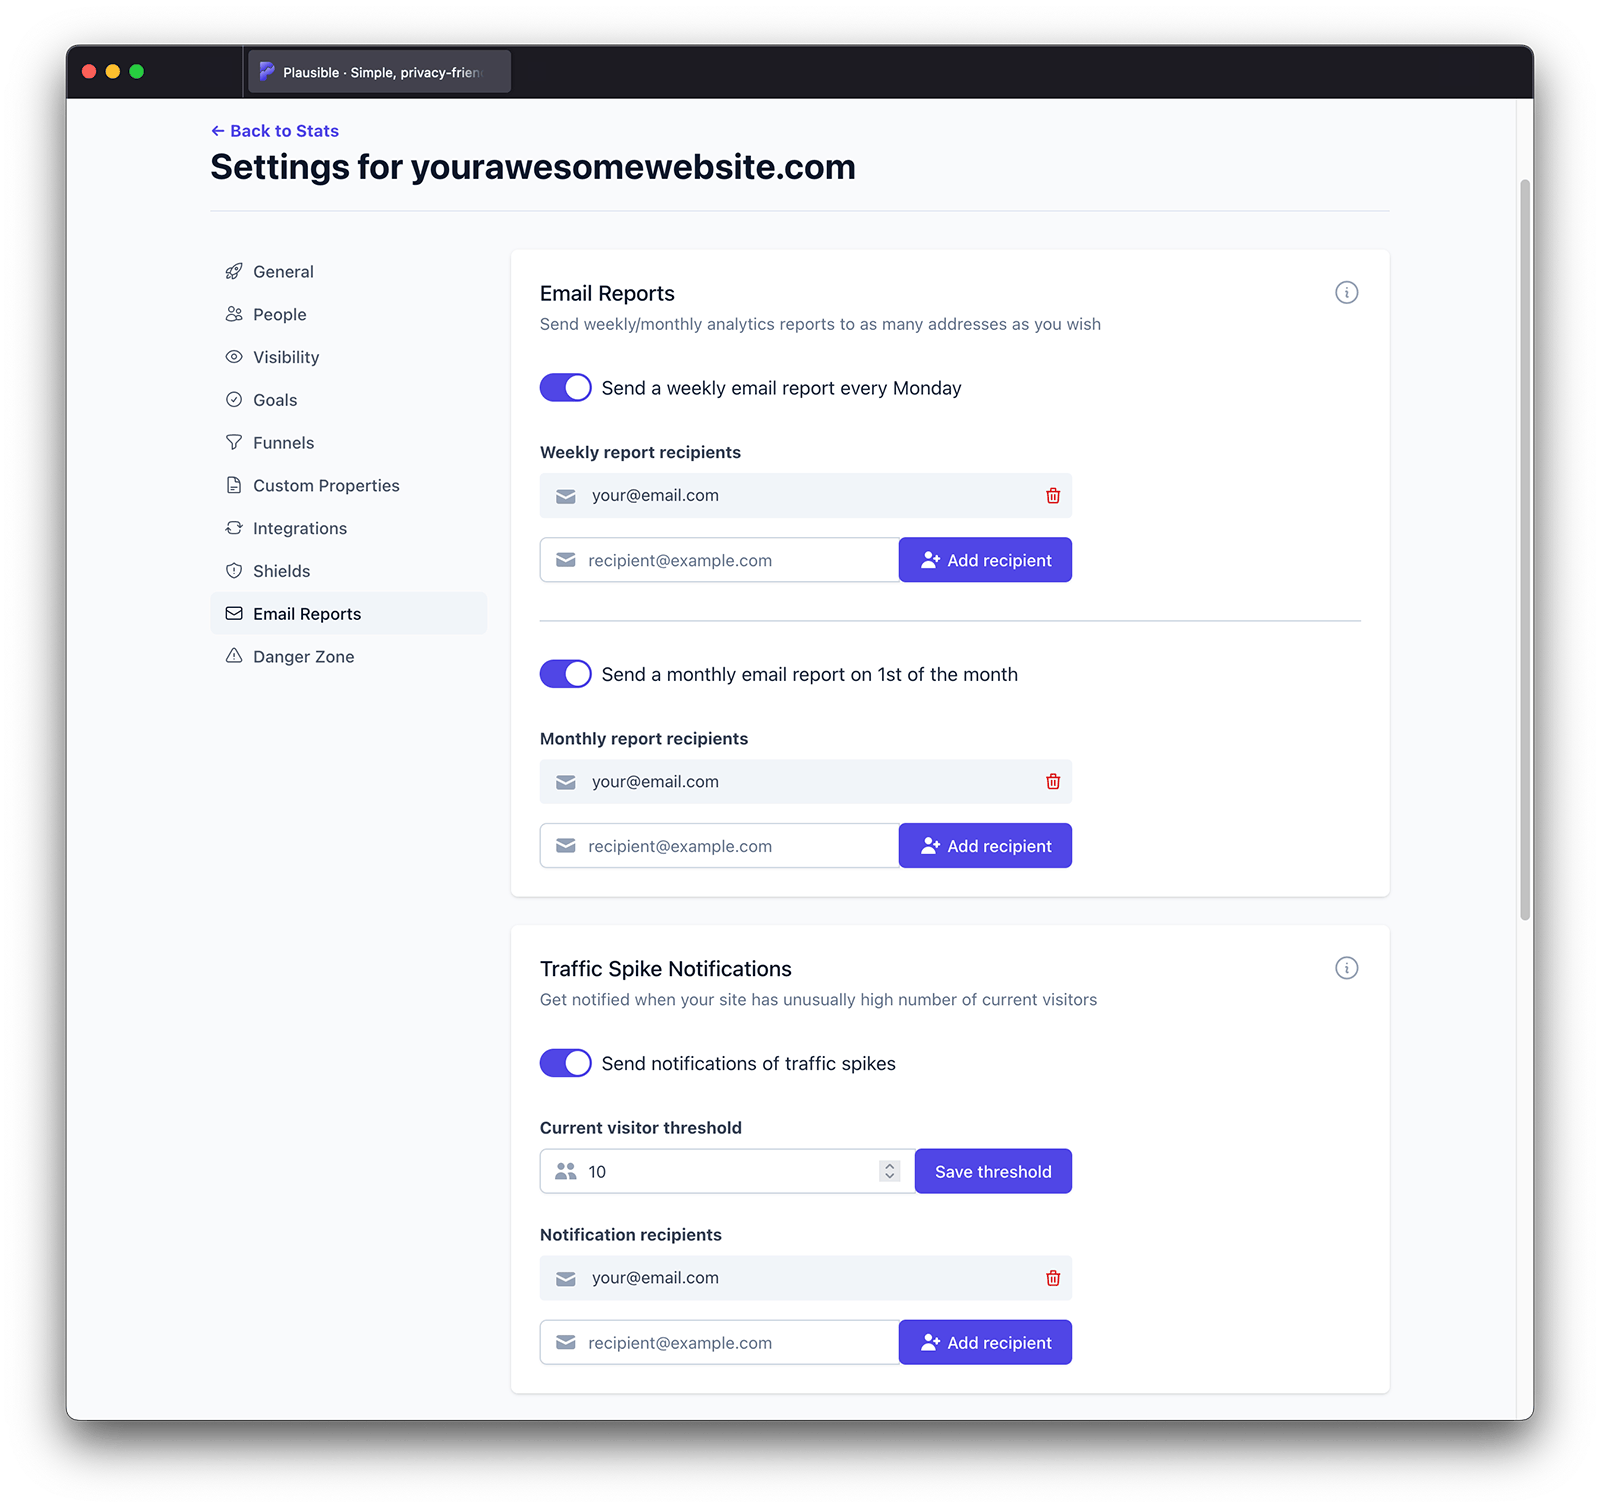 Plausible · Simple, privacy-frien
← Back to Stats
Settings for yourawesomewebsite.com
General
People
Visibility
Goals
Funnels
Custom Properties
Integrations
Shields
Email Reports
Danger Zone
Email Reports
Send weekly/monthly analytics reports to as many addresses as you wish
Send a weekly email report every Monday
Weekly report recipients
your@email.com
recipient@example.com
Add recipient
Send a monthly email report on 1st of the month
Monthly report recipients
your@email.com
recipient@example.com
Add recipient
Traffic Spike Notifications
Get notified when your site has unusually high number of current visitors
Send notifications of traffic spikes
Current visitor threshold
10
Save threshold
Notification recipients
your@email.com
recipient@example.com
Add recipient